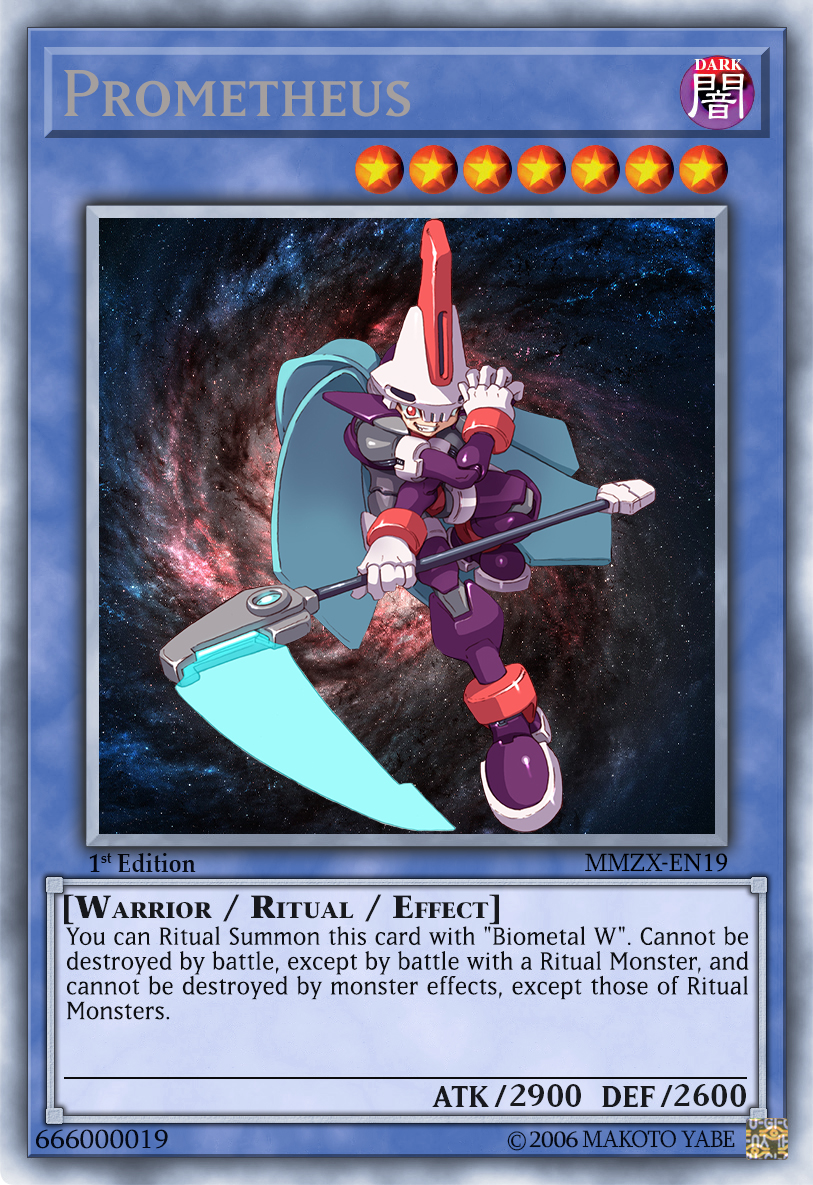 Prometheus
DARK
闇
1st Edition
MMZX-EN19
[Warrior / Ritual / Effect]
You can Ritual Summon this card with "Biometal W". Cannot be
destroyed by battle, except by battle with a Ritual Monster, and
cannot be destroyed by monster effects, except those of Ritual
Monsters.
ATK/2900 DEF/2600
666000019
©2006 MAKOTO YABE